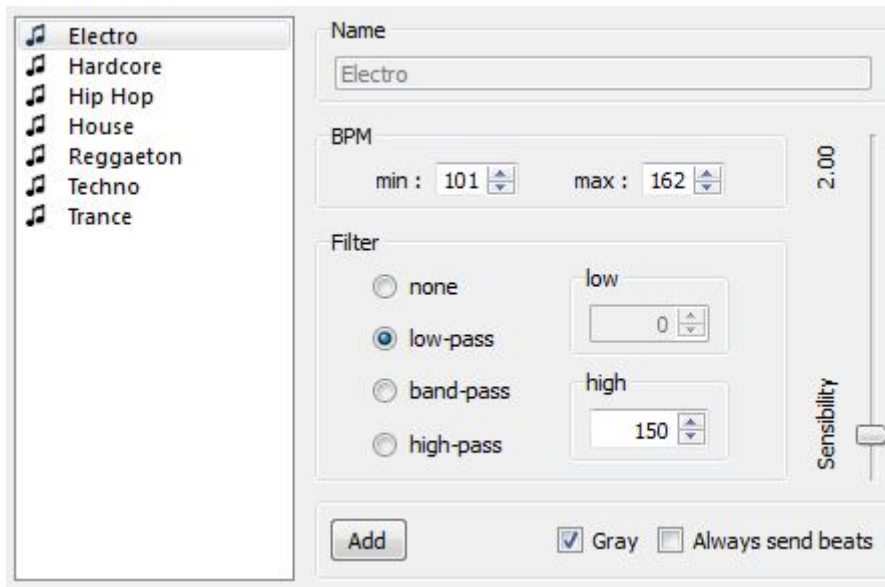 Electro
Hardcore
Hip Hop
House
Reggaeton
Techno
Trance
Name
Electro
BPM
min : 101 max : 162
2.00
Filter
none
low-pass
band-pass
high-pass
low
0
high
150
Sensibility
Add Gray Always send beats